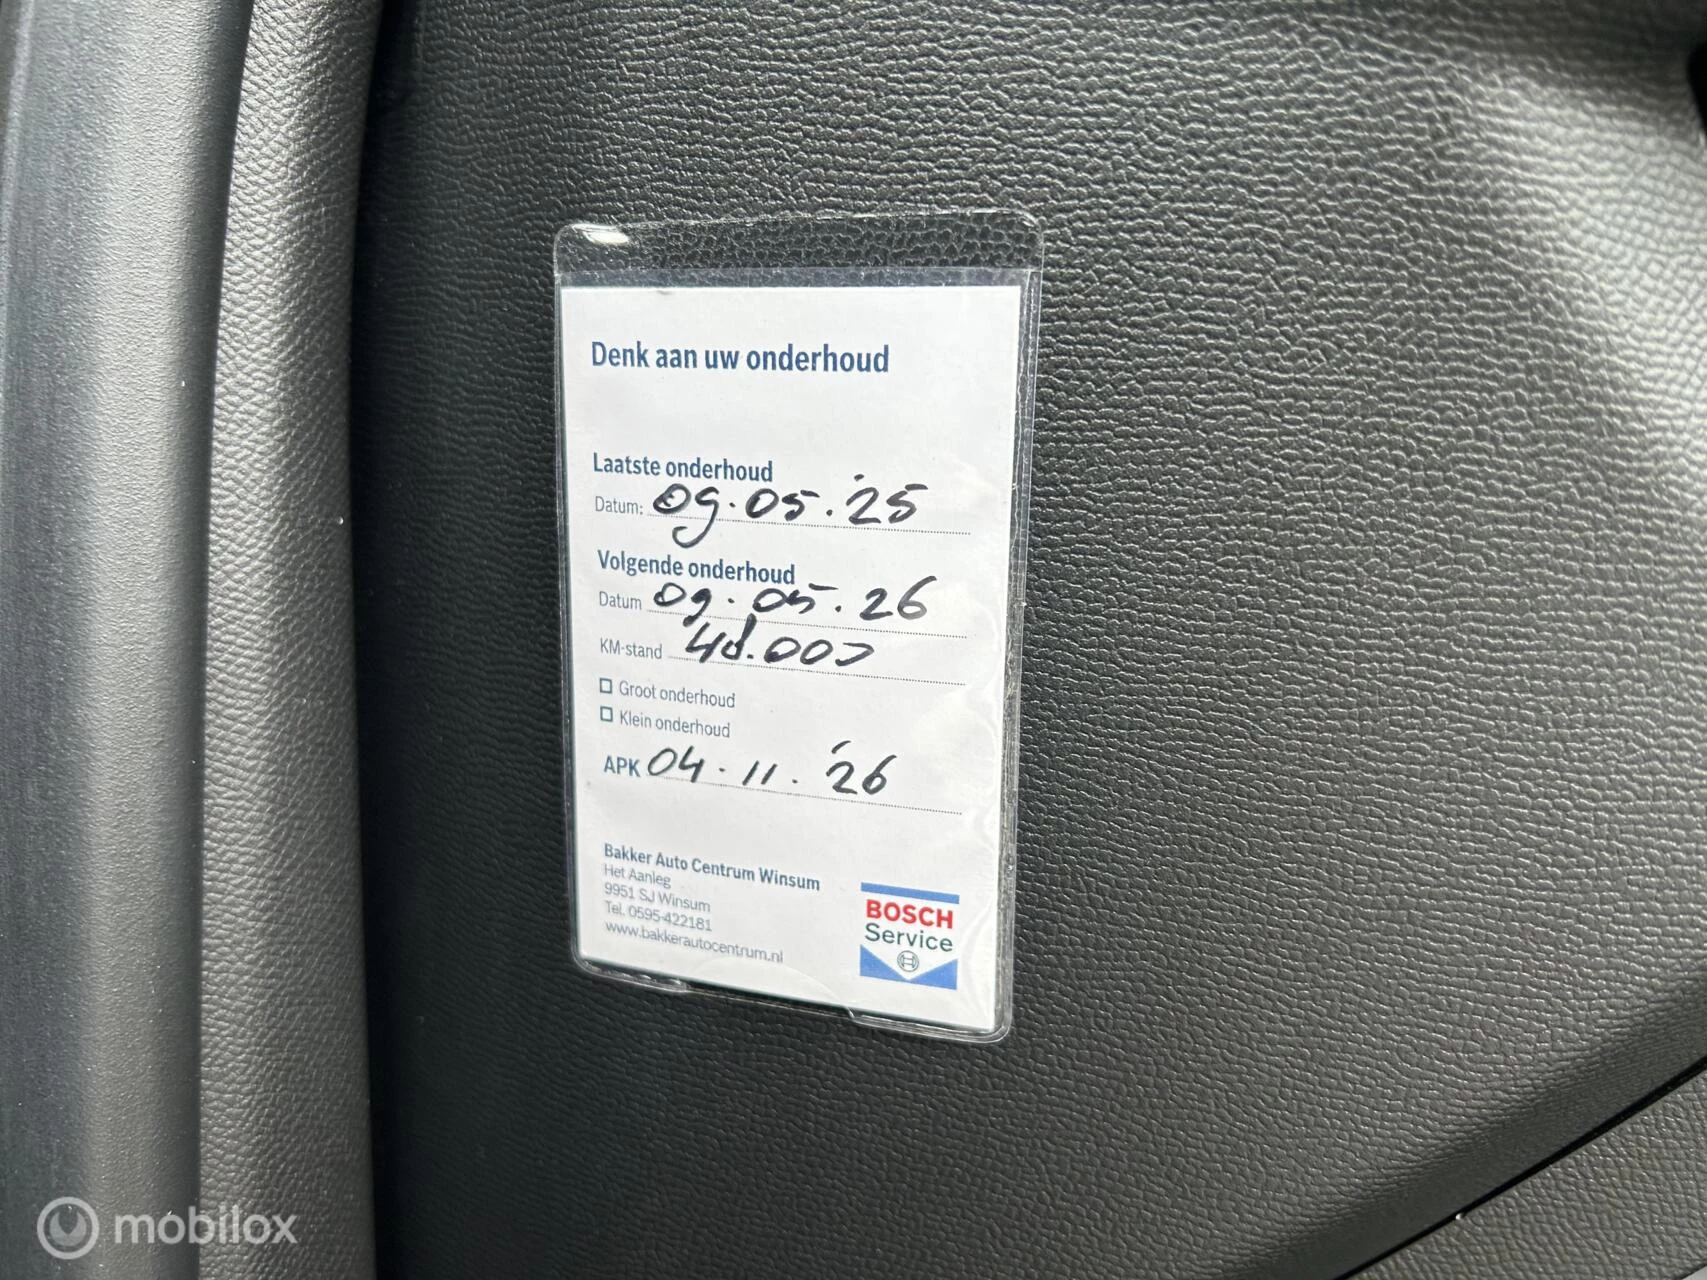 Denk aan uw onderhoud
Laatste onderhoud
Datum: 09.05.'25
Volgende onderhoud
Datum 09.05.26
KM-stand
Groot onderhoud
Klein onderhoud
APK 04.11.'26
Bakker Auto Centrum Winsum
Het Aanleg
9951 SJ Winsum
Tel. 0595-422181
www.bakkerautocentrum.nl
BOSCH
Service
mobilox